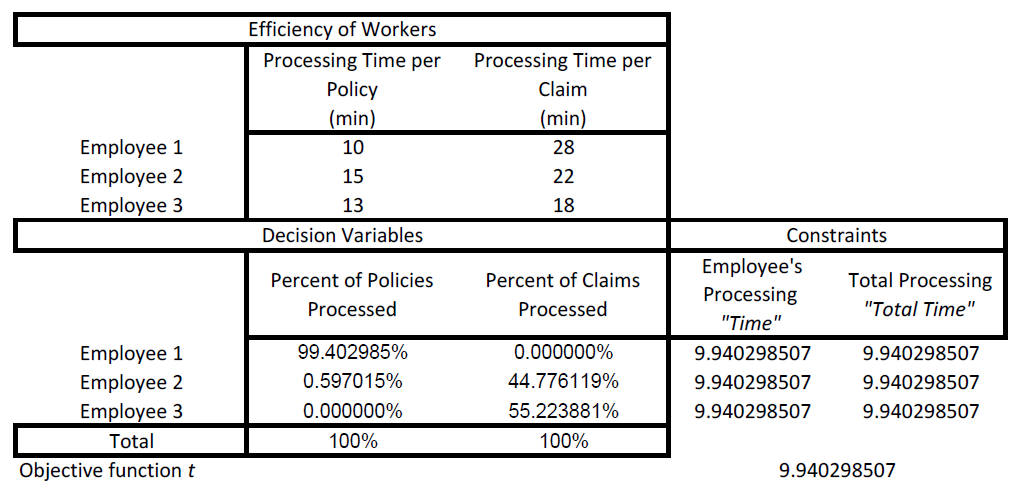 Efficiency of Workers
Processing Time per Processing Time per
Policy Claim
(min) (min)
Employee 1 10 28
Employee 2 15 22
Employee 3 13 18
Decision Variables Constraints
Percent of Policies Processed Percent of Claims Processed Employee's Processing "Time" Total Processing "Total Time"
Employee 1 99.402985% 0.000000% 9.940298507 9.940298507
Employee 2 0.597015% 44.776119% 9.940298507 9.940298507
Employee 3 0.000000% 55.223881% 9.940298507 9.940298507
Total 100% 100%
Objective function t 9.940298507